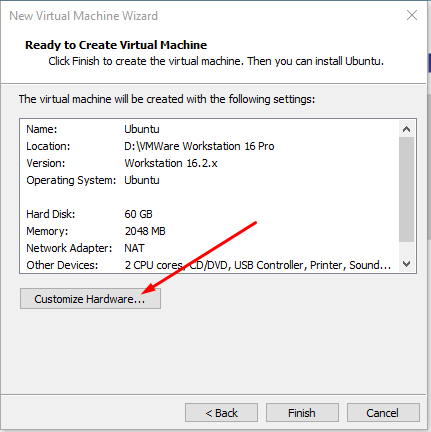 New Virtual Machine Wizard
Ready to Create Virtual Machine
Click Finish to create the virtual machine. Then you can install Ubuntu.
The virtual machine will be created with the following settings:
Name: Ubuntu
Location: D:\VMWare Workstation 16 Pro
Version: Workstation 16.2.x
Operating System: Ubuntu
Hard Disk: 60 GB
Memory: 2048 MB
Network Adapter: NAT
Other Devices: 2 CPU cores, CD/DVD, USB Controller, Printer, Sound...
Customize Hardware...
< Back Finish Cancel